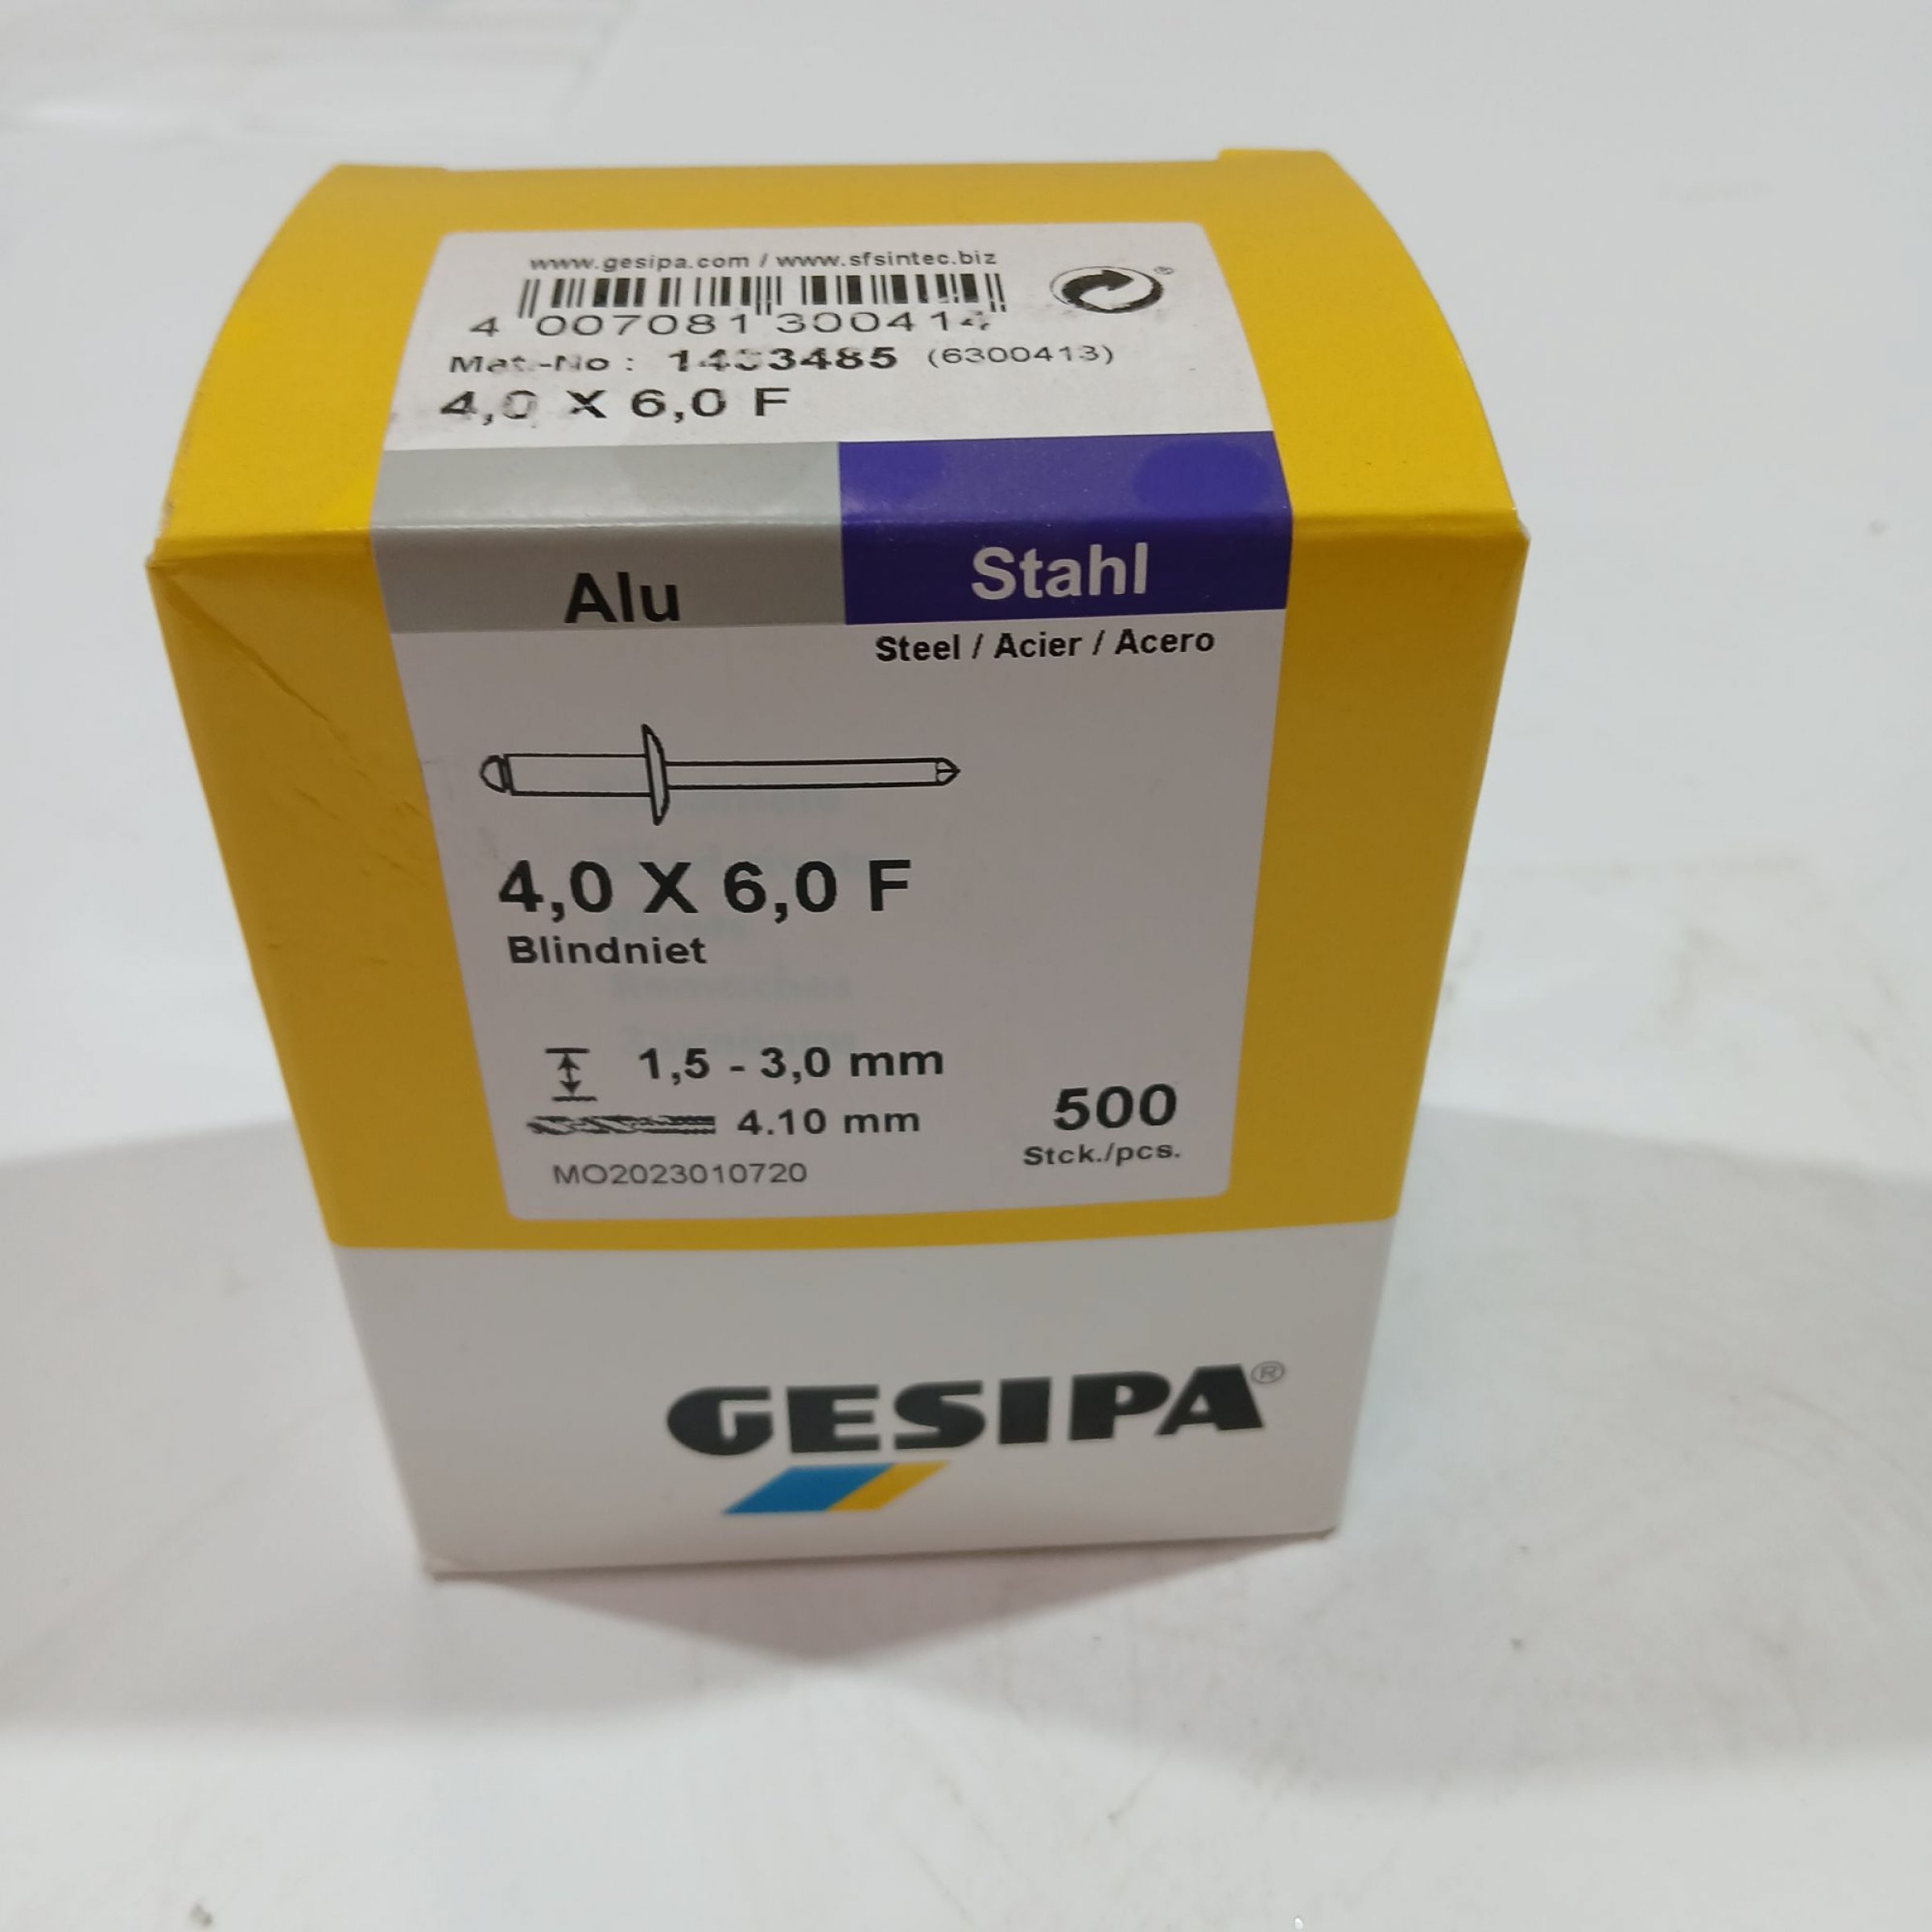 www.gesipa.com / www.sfsintec.biz
4 007081 300414
Mat.-No : (6300413)
4,0 X 6,0 F
Alu
Stahl
Steel / Acier / Acero
4,0 X 6,0 F
Blindniet
1,5 - 3,0 mm
4.10 mm
500
Stck./pcs.
MO2023010720
GESIPA®